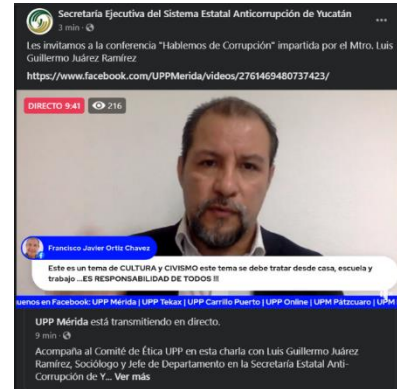 Secretaría Ejecutiva del Sistema Estatal Anticorrupción de Yucatán
3 min ·
Les invitamos a la conferencia "Hablemos de Corrupción" impartida por el Mtro. Luis
Guillermo Juárez Ramírez
https://www.facebook.com/UPPMerida/videos/2761469480737423/
DIRECTO 9:41 216
Francisco Javier Ortiz Chavez
Este es un tema de CULTURA y CIVISMO este tema se debe tratar desde casa, escuela y
trabajo ...ES RESPONSABILIDAD DE TODOS !!!
uenos en Facebook: UPP Mérida | UPP Tekax | UPP Carrillo Puerto | UPP Online | UPM Pátzcuaro | UPM
UPP Mérida está transmitiendo en directo.
9 min ·
Acompaña al Comité de Ética UPP en esta charla con Luis Guillermo Juárez
Ramírez, Sociólogo y Jefe de Departamento en la Secretaría Estatal Anti-
Corrupción de Y... Ver más